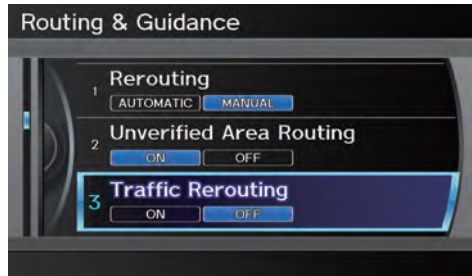 Routing & Guidance
1 Rerouting
AUTOMATIC MANUAL
2 Unverified Area Routing
ON OFF
3 Traffic Rerouting
ON OFF